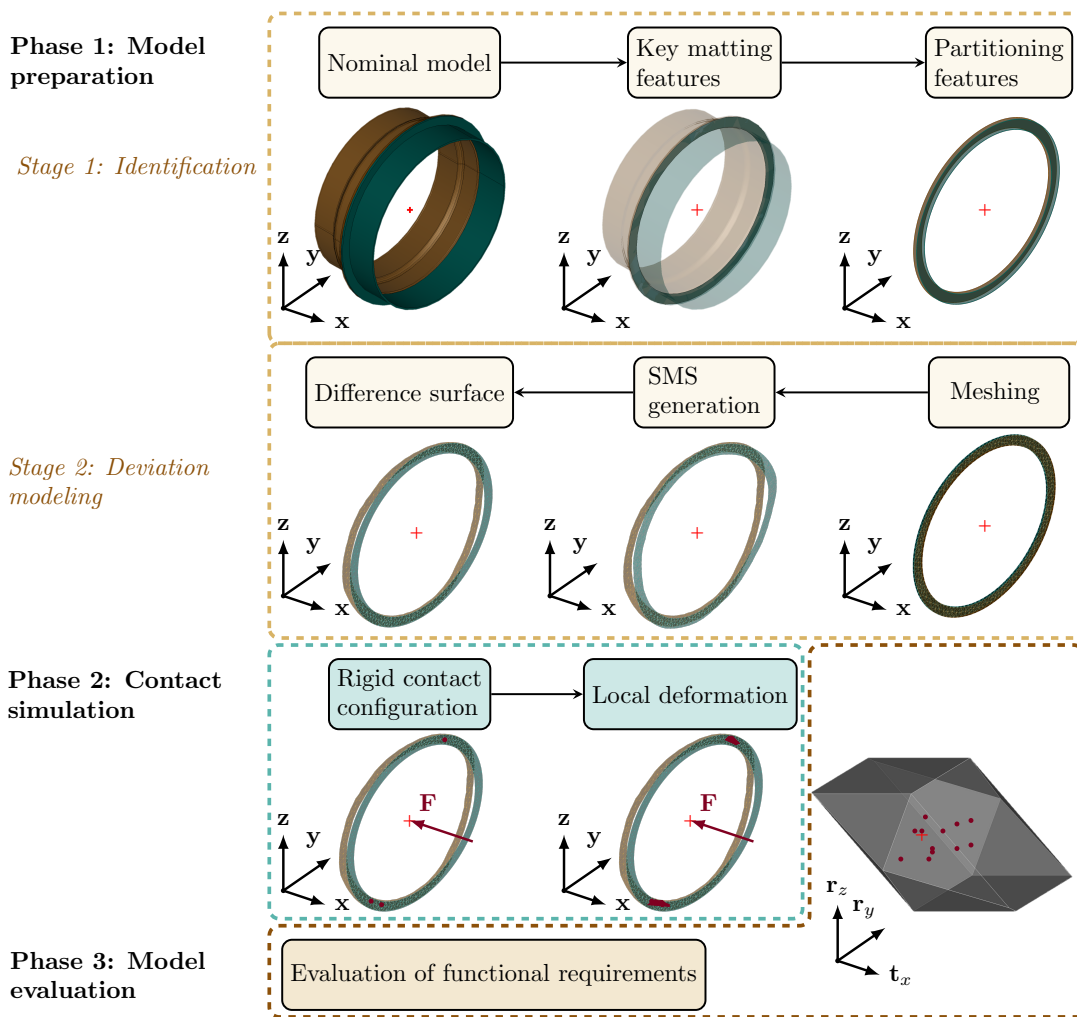 Phase 1: Model
preparation
Nominal model
Key matting
features
Partitioning
features
Stage 1: Identification
z
y
x
z
y
x
z
y
x
Difference surface
SMS
generation
Meshing
Stage 2: Deviation
modeling
z
y
x
z
y
x
z
y
x
Phase 2: Contact
simulation
Rigid contact
configuration
Local deformation
F
z
y
x
F
z
y
x
r_z
r_y
t_x
Phase 3: Model
evaluation
Evaluation of functional requirements